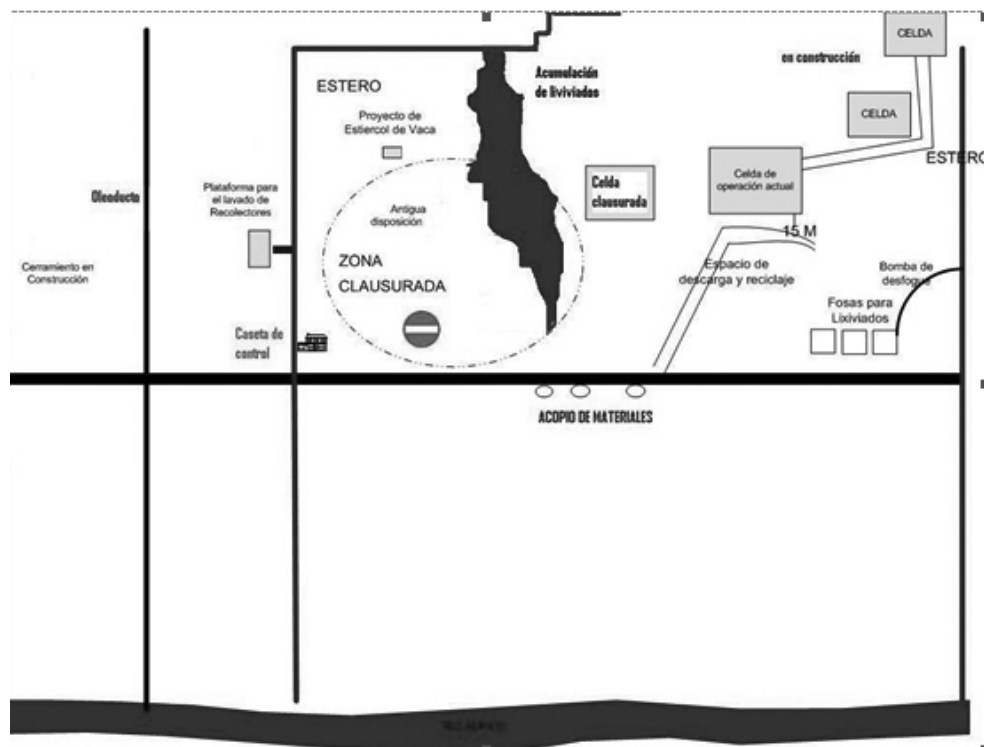 CELDA
en construcción
Acumulación
de liviviados
ESTERO
Proyecto de
Estiercol de Vaca
CELDA
ESTERO
Celda de
operación actual
Celda
clausurada
Oleoducto
Plataforma para
el lavado de
Recolectores
Antigua
disposición
15 M
ZONA
CLAUSURADA
Espacio de
descarga y reciclaje
Cerramiento en
Construcción
Bomba de
desfogue
Fosas para
Lixiviados
Caseta de
control
ACOPIO DE MATERIALES